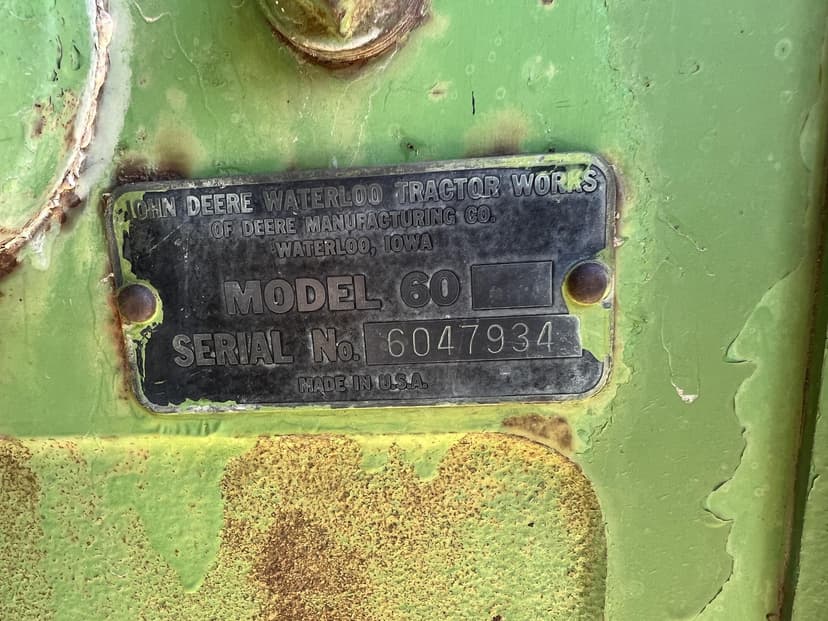 JOHN DEERE WATERLOO TRACTOR WORKS
OF DEERE MANUFACTURING CO.
WATERLOO, IOWA
MODEL 60
SERIAL No. 6047934
MADE IN U.S.A.